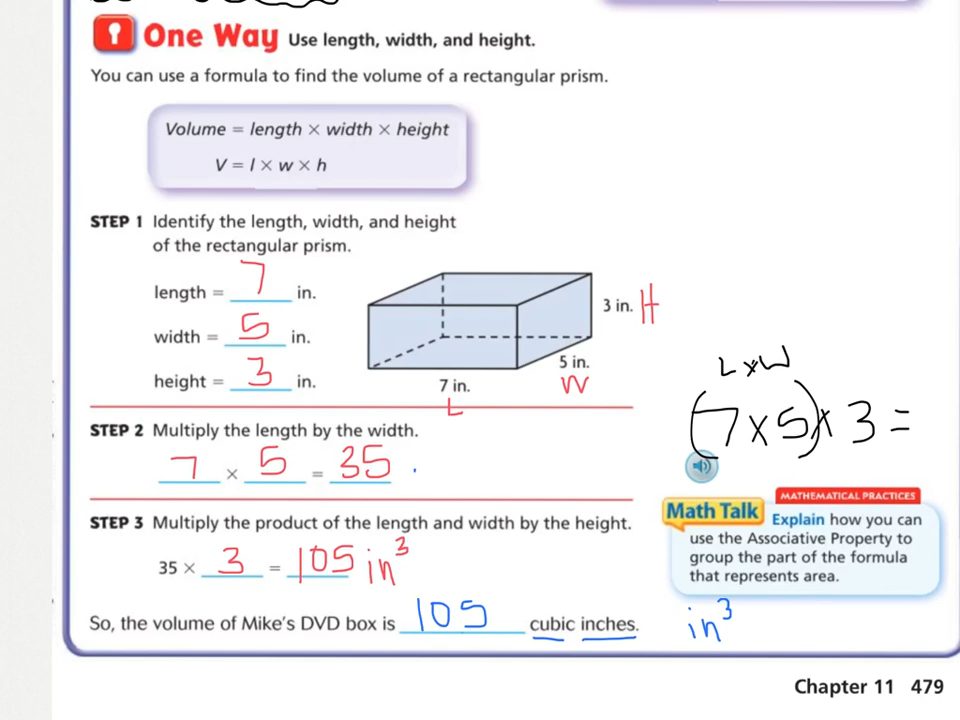 One Way Use length, width, and height.
You can use a formula to find the volume of a rectangular prism.
Volume = length × width × height
V = l × w × h
STEP 1 Identify the length, width, and height
of the rectangular prism.
length = 7 in.
width = 5 in.
height = 3 in.
3 in. H
5 in.
W
7 in.
L
STEP 2 Multiply the length by the width.
7 × 5 = 35
STEP 3 Multiply the product of the length and width by the height.
35 × 3 = 105 in³
So, the volume of Mike's DVD box is 105 cubic inches. in³
L x W
(7 x 5) x 3 =
MATHEMATICAL PRACTICES
Math Talk Explain how you can
use the Associative Property to
group the part of the formula
that represents area.
Chapter 11 479